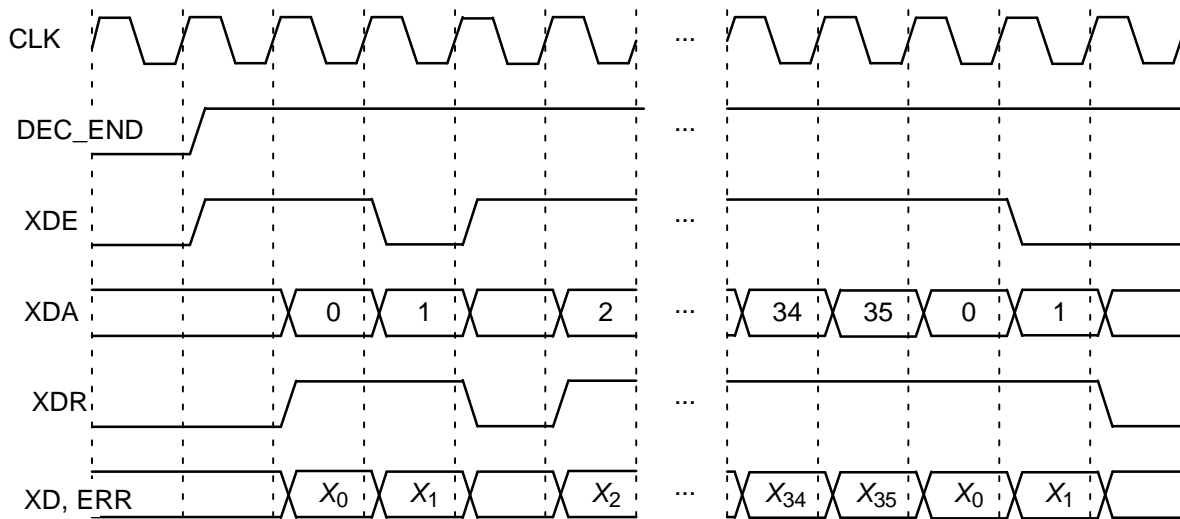 CLK ...
DEC_END ...
XDE ...
XDA 0 1 2 ... 34 35 0 1
XDR ...
XD, ERR X0 X1 X2 ... X34 X35 X0 X1